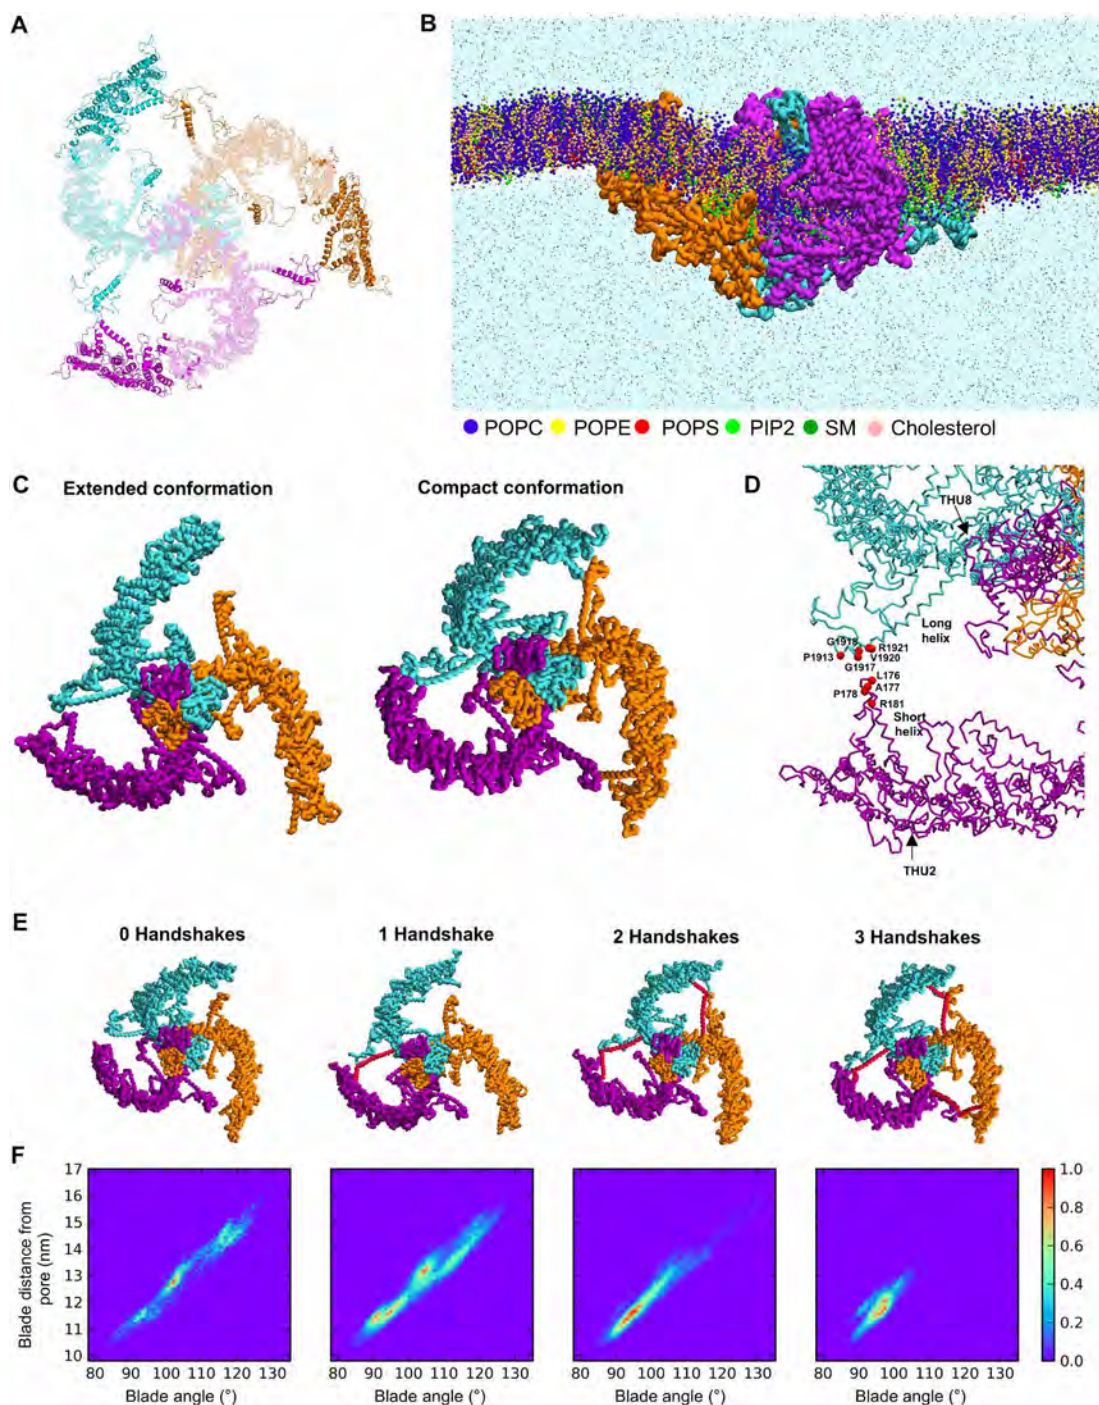 A
B
POPC POPE POPS PIP2 SM Cholesterol
C
Extended conformation
Compact conformation
D
THU8
Long
helix
G1918
R1921
P1913
V1920
G1917
L176
A177
P178
R181
Short
helix
THU2
E
0 Handshakes
1 Handshake
2 Handshakes
3 Handshakes
F
Blade distance from
pore (nm)
17
16
15
14
13
12
11
10
1.0
0.8
0.6
0.4
0.2
0.0
80 90 100 110 120 130
80 90 100 110 120 130
80 90 100 110 120 130
80 90 100 110 120 130
Blade angle (°)
Blade angle (°)
Blade angle (°)
Blade angle (°)